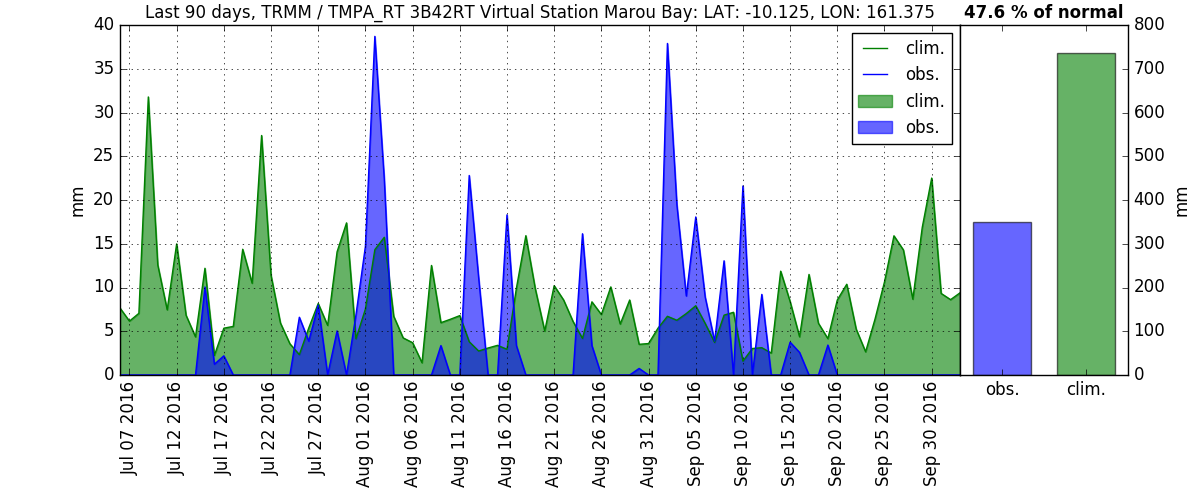 Last 90 days, TRMM / TMPA_RT 3B42RT Virtual Station Marou Bay: LAT: -10.125, LON: 161.375
47.6 % of normal
40
35
30
25
20
15
10
5
0
mm
clim.
obs.
clim.
obs.
Jul 07 2016
Jul 12 2016
Jul 17 2016
Jul 22 2016
Jul 27 2016
Aug 01 2016
Aug 06 2016
Aug 11 2016
Aug 16 2016
Aug 21 2016
Aug 26 2016
Aug 31 2016
Sep 05 2016
Sep 10 2016
Sep 15 2016
Sep 20 2016
Sep 25 2016
Sep 30 2016
800
700
600
500
400
300
200
100
0
mm
obs.
clim.